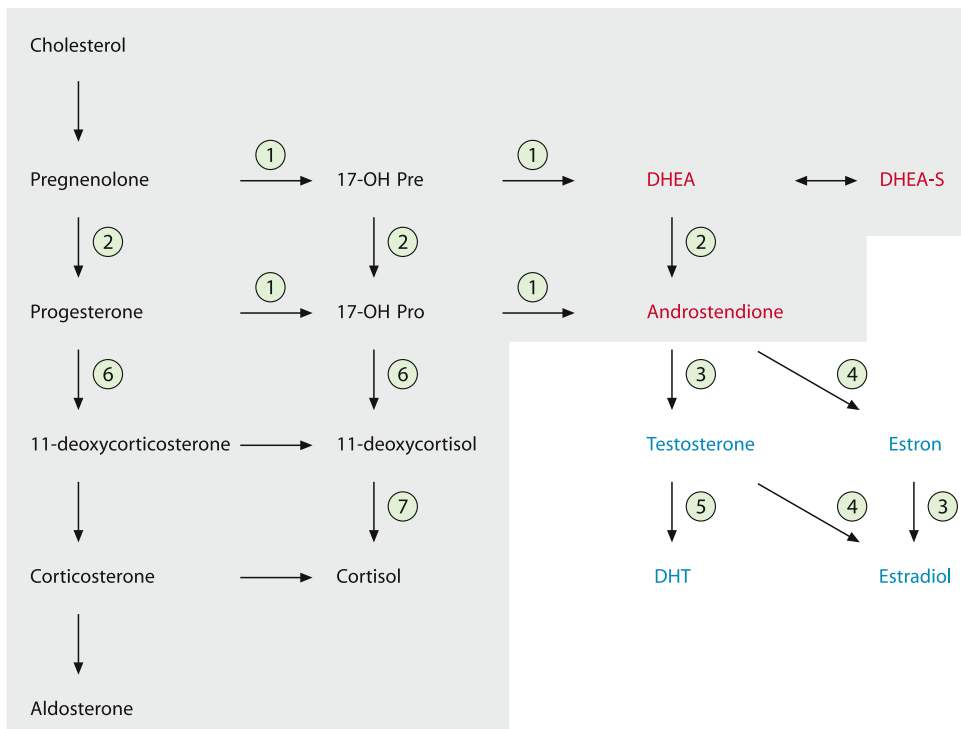 Cholesterol
1 1
Pregnenolone 17-OH Pre DHEA DHEA-S
2 2 2
1 1
Progesterone 17-OH Pro Androstendione
6 6 3 4
11-deoxycorticosterone 11-deoxycortisol Testosterone Estron
7 5 4 3
Corticosterone Cortisol DHT Estradiol
Aldosterone